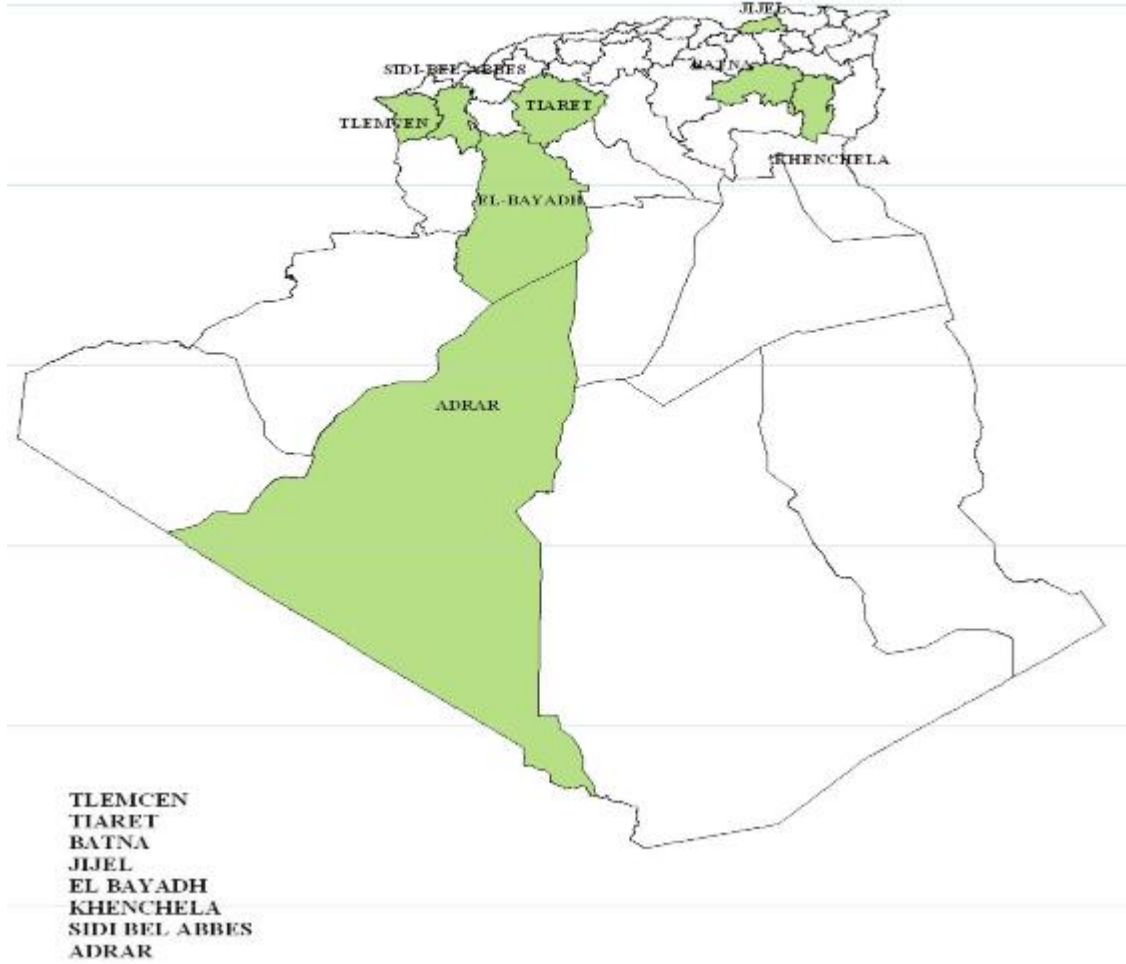 JIJEL
SIDI-BEL-ABBES
BATNA
TIARET
TLEMCEN
KHENCHELA
EL-BAYADH
ADRAR
TLEMCEN
TIARET
BATNA
JIJEL
EL BAYADH
KHENCHELA
SIDI BEL ABBES
ADRAR